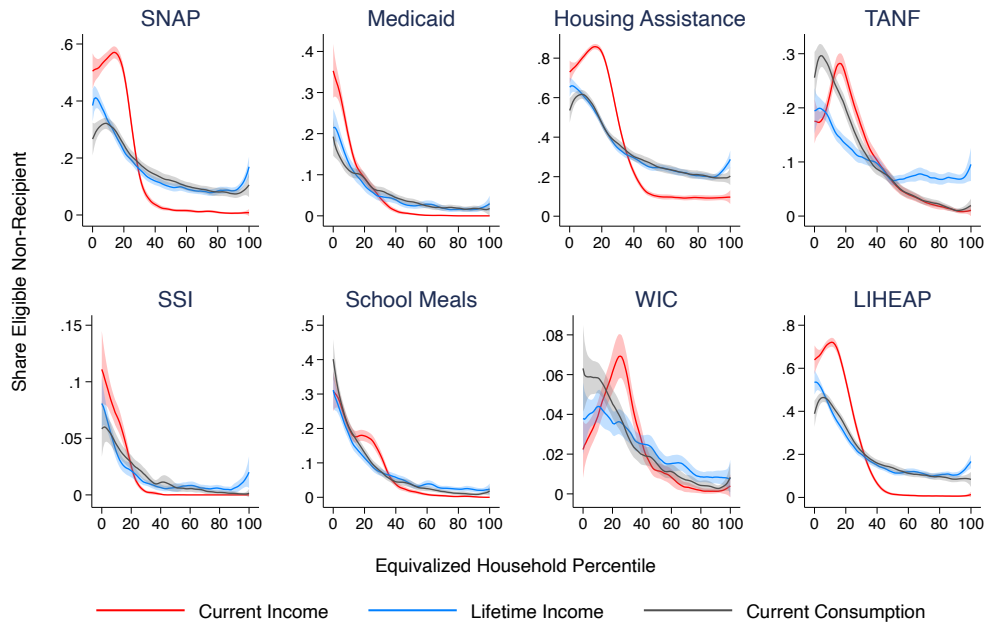 SNAP
Medicaid
Housing Assistance
TANF
.6
.4
.2
0
0 20 40 60 80 100
.4
.3
.2
.1
0
0 20 40 60 80 100
.8
.6
.4
.2
0
0 20 40 60 80 100
.3
.2
.1
0
0 20 40 60 80 100
Share Eligible Non-Recipient
SSI
School Meals
WIC
LIHEAP
.15
.1
.05
0
0 20 40 60 80 100
.5
.4
.3
.2
.1
0
0 20 40 60 80 100
.08
.06
.04
.02
0
0 20 40 60 80 100
.8
.6
.4
.2
0
0 20 40 60 80 100
Equivalized Household Percentile
Current Income
Lifetime Income
Current Consumption